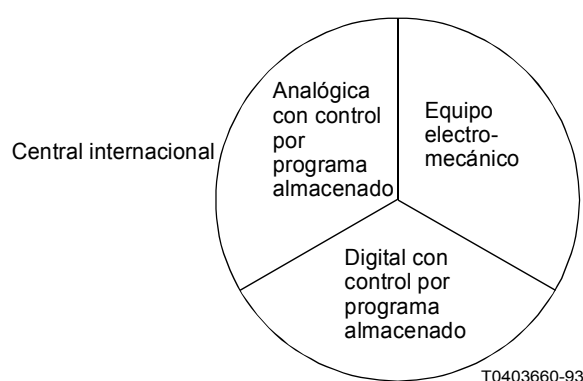 Central internacional
Analógica
con control
por
programa
almacenado
Equipo
electro-
mecánico
Digital con
control por
programa
almacenado
T0403660-93